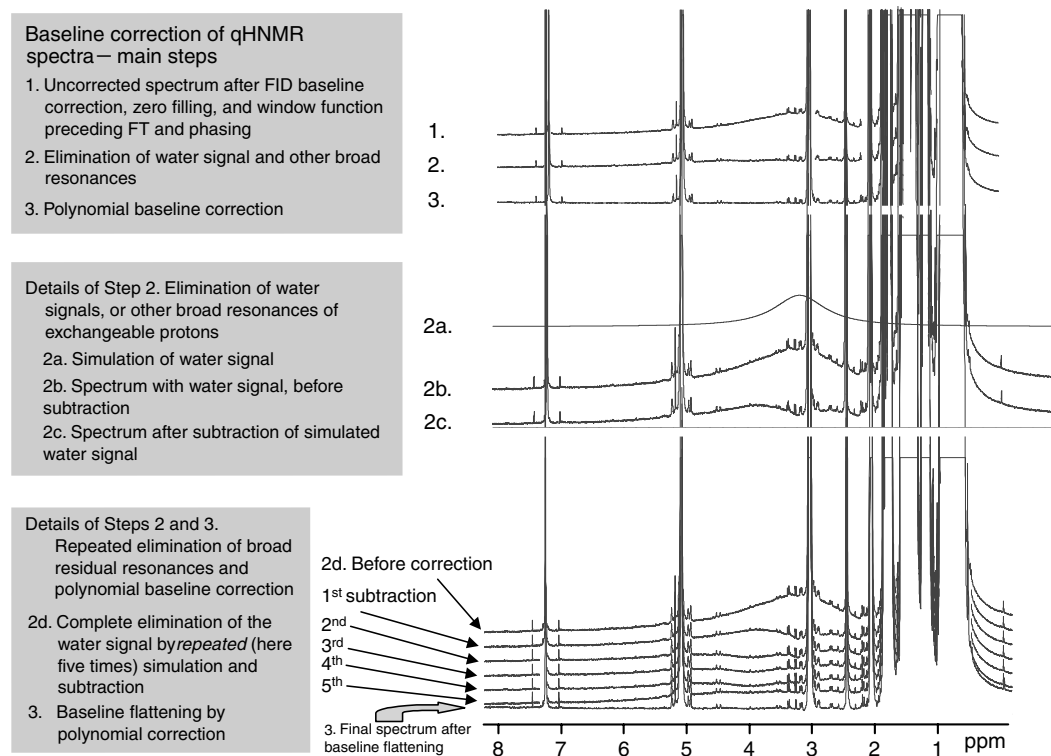 Baseline correction of qHNMR
spectra— main steps
1. Uncorrected spectrum after FID baseline
correction, zero filling, and window function
preceding FT and phasing
2. Elimination of water signal and other broad
resonances
3. Polynomial baseline correction
1.
2.
3.
Details of Step 2. Elimination of water
signals, or other broad resonances of
exchangeable protons
2a. Simulation of water signal
2b. Spectrum with water signal, before
subtraction
2c. Spectrum after subtraction of simulated
water signal
2a.
2b.
2c.
Details of Steps 2 and 3.
Repeated elimination of broad
residual resonances and
polynomial baseline correction
2d. Complete elimination of the
water signal byrepeated (here
five times) simulation and
subtraction
3. Baseline flattening by
polynomial correction
2d. Before correction
1st subtraction
2nd
3rd
4th
5th
3. Final spectrum after
baseline flattening
8 7 6 5 4 3 2 1 ppm